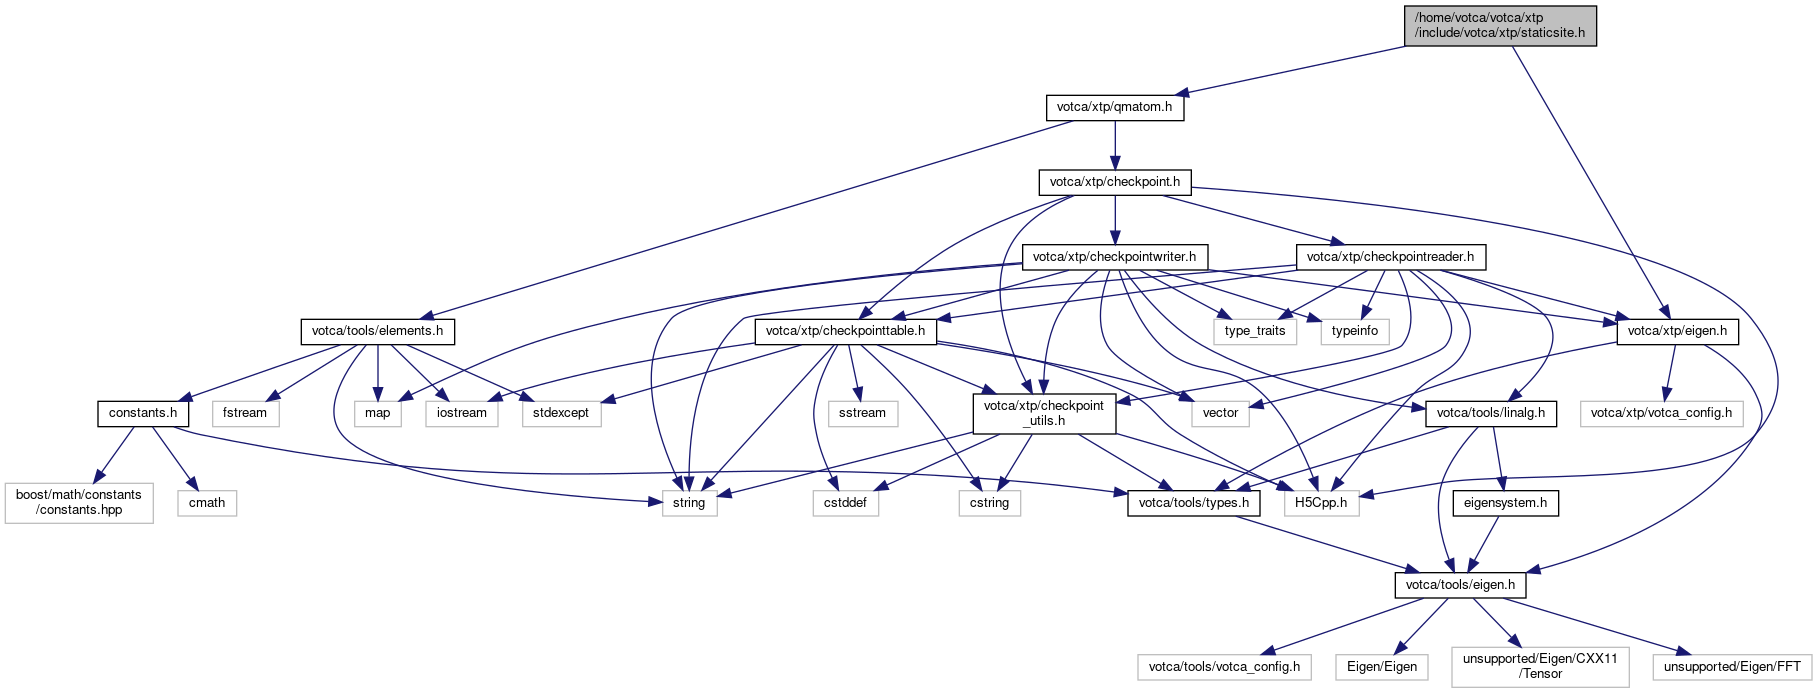 /home/votca/votca/xtp
/include/votca/xtp/staticsite.h
votca/xtp/qmatom.h
votca/xtp/checkpoint.h
votca/xtp/checkpointwriter.h
votca/xtp/checkpointreader.h
votca/tools/elements.h
votca/xtp/checkpointtable.h
type_traits
typeinfo
votca/xtp/eigen.h
constants.h
fstream
map
iostream
stdexcept
sstream
votca/xtp/checkpoint
_utils.h
vector
votca/tools/linalg.h
votca/xtp/votca_config.h
boost/math/constants
/constants.hpp
cmath
string
cstddef
cstring
votca/tools/types.h
H5Cpp.h
eigensystem.h
votca/tools/eigen.h
votca/tools/votca_config.h
Eigen/Eigen
unsupported/Eigen/CXX11
/Tensor
unsupported/Eigen/FFT